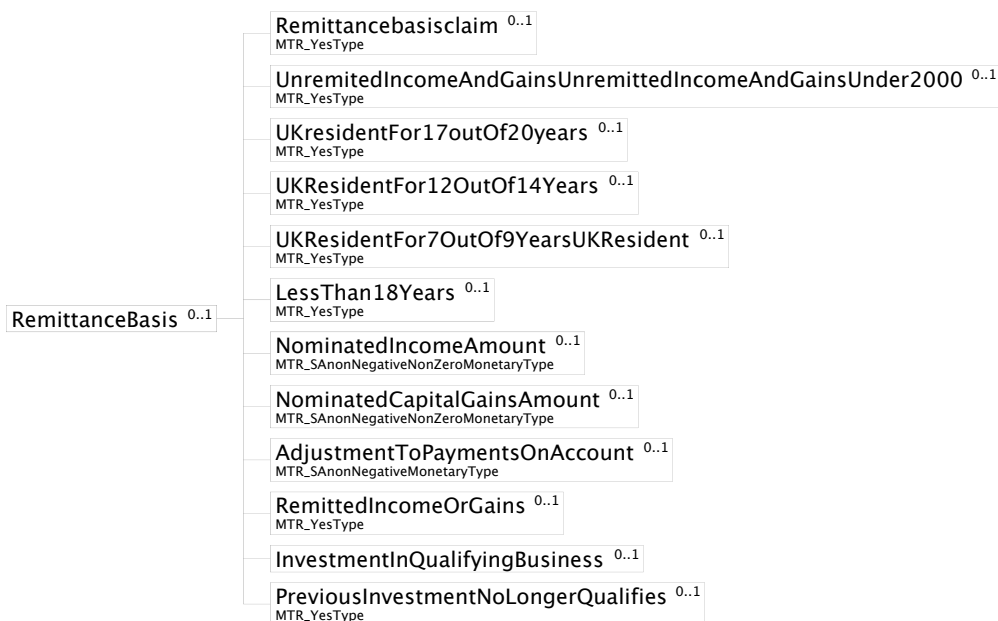 Remittancebasisclaim 0..1
MTR_YesType
UnremitedIncomeAndGainsUnremittedIncomeAndGainsUnder2000 0..1
MTR_YesType
UKresidentFor17outOf20years 0..1
MTR_YesType
UKResidentFor12OutOf14Years 0..1
MTR_YesType
UKResidentFor7OutOf9YearsUKResident 0..1
MTR_YesType
LessThan18Years 0..1
MTR_YesType
RemittanceBasis 0..1
NominatedIncomeAmount 0..1
MTR_SAnonNegativeNonZeroMonetaryType
NominatedCapitalGainsAmount 0..1
MTR_SAnonNegativeNonZeroMonetaryType
AdjustmentToPaymentsOnAccount 0..1
MTR_SAnonNegativeMonetaryType
RemittedIncomeOrGains 0..1
MTR_YesType
InvestmentInQualifyingBusiness 0..1
PreviousInvestmentNoLongerQualifies 0..1
MTR_YesType